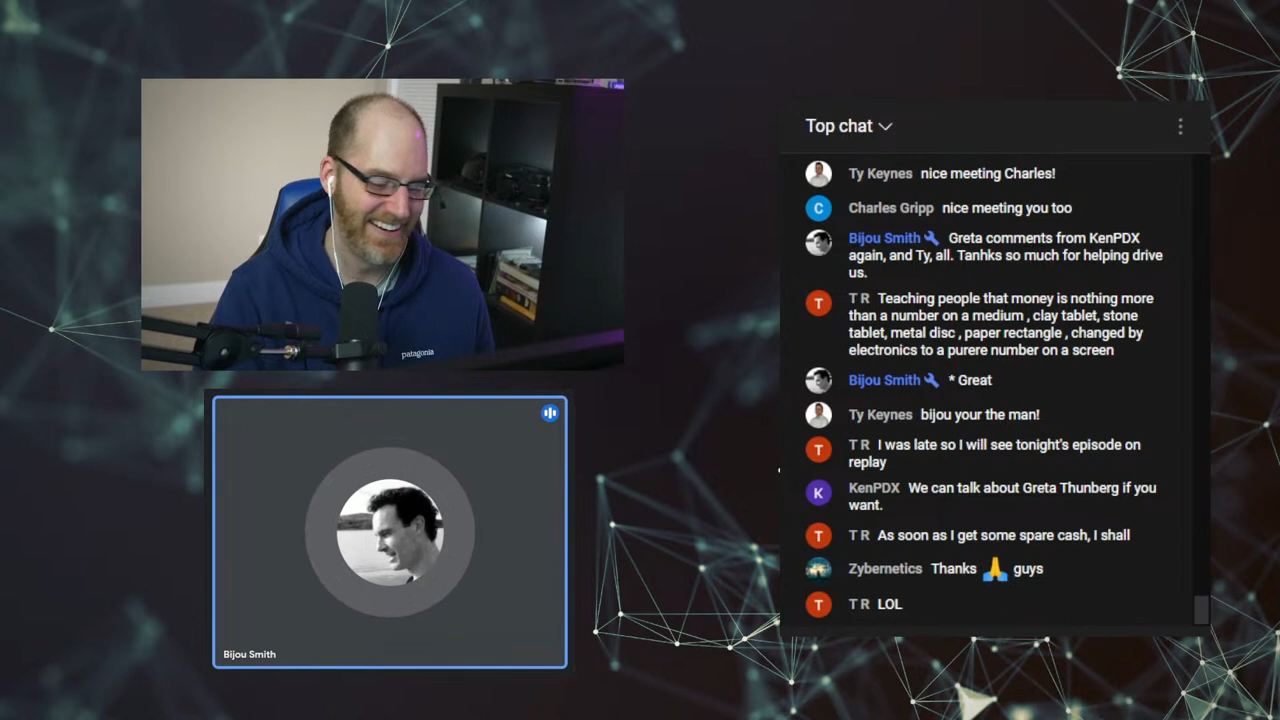 patagonia
Bijou Smith
Top chat
Ty Keynes nice meeting Charles!
C
Charles Gripp nice meeting you too
Bijou Smith Greta comments from KenPDX
again, and Ty, all. Tanhks so much for helping drive
us.
T
T R Teaching people that money is nothing more
than a number on a medium , clay tablet, stone
tablet, metal disc , paper rectangle , changed by
electronics to a purere number on a screen
Bijou Smith * Great
Ty Keynes bijou your the man!
T
T R I was late so I will see tonight's episode on
replay
K
KenPDX We can talk about Greta Thunberg if you
want.
T
T R As soon as I get some spare cash, I shall
Zybernetics Thanks 🙏 guys
T
T R LOL